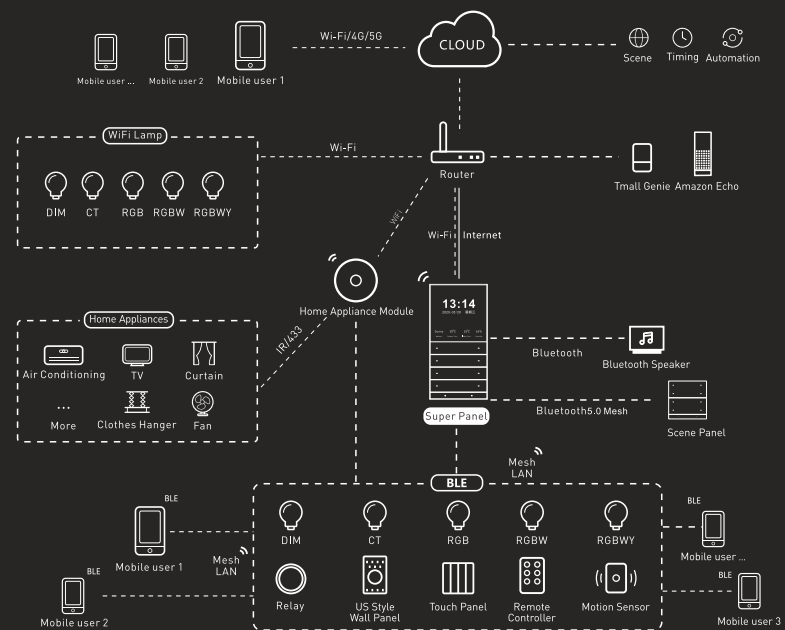 Wi-Fi/4G/5G
CLOUD
Mobile user ...
Mobile user 2
Mobile user 1
Scene
Timing
Automation
WiFi Lamp
DIM
CT
RGB
RGBW
RGBWY
Wi-Fi
Router
Tmall Genie
Amazon Echo
WiFi
Wi-Fi
Internet
Home Appliance Module
13:14
Home Appliances
Air Conditioning
TV
Curtain
...
More
Clothes Hanger
Fan
IR/433
Bluetooth
Bluetooth Speaker
Super Panel
Bluetooth5.0 Mesh
Scene Panel
Mesh
LAN
BLE
DIM
CT
RGB
RGBW
RGBWY
Relay
US Style
Wall Panel
Touch Panel
Remote
Controller
Motion Sensor
BLE
Mobile user 1
Mesh
LAN
BLE
Mobile user 2
BLE
Mobile user ...
BLE
Mobile user 3